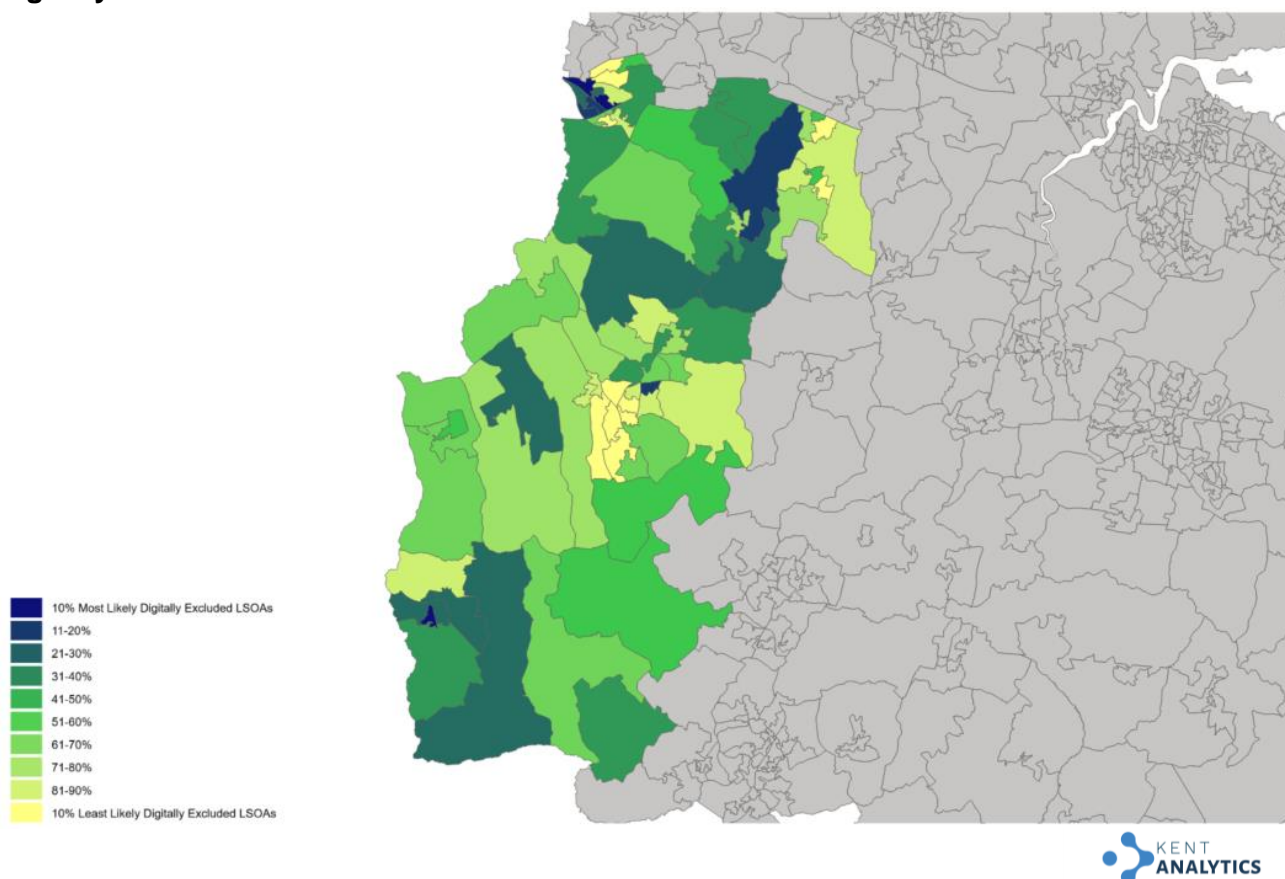 10% Most Likely Digitally Excluded LSOAs
11-20%
21-30%
31-40%
41-50%
51-60%
61-70%
71-80%
81-90%
10% Least Likely Digitally Excluded LSOAs
KENT
ANALYTICS